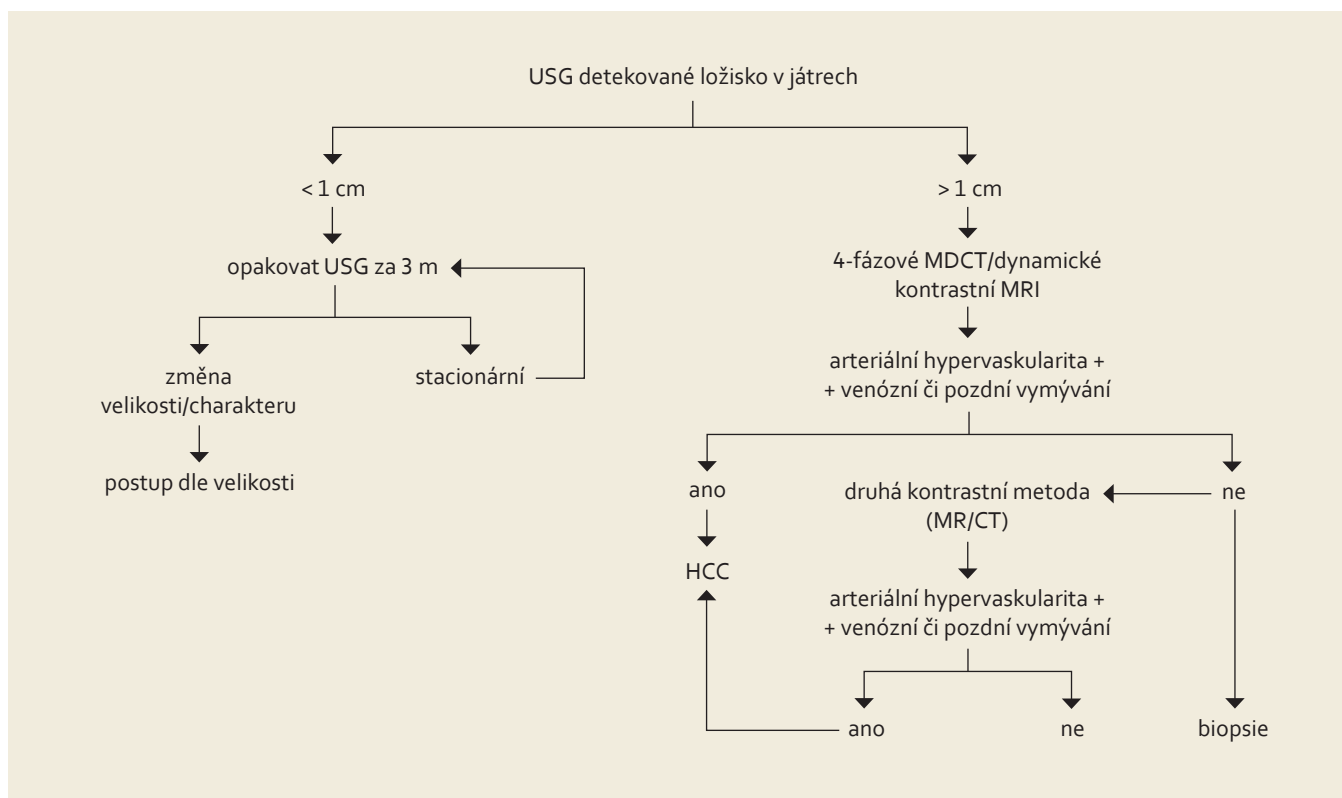 USG detekované ložisko v játrech
< 1 cm
> 1 cm
opakovat USG za 3 m
4-fázové MDCT/dynamické
kontrastní MRI
změna
velikosti/charakteru
stacionární
arteriální hypervaskularita +
+ venózní či pozdní vymývání
postup dle velikosti
ano
druhá kontrastní metoda
(MR/CT)
ne
HCC
arteriální hypervaskularita +
+ venózní či pozdní vymývání
ano
ne
biopsie